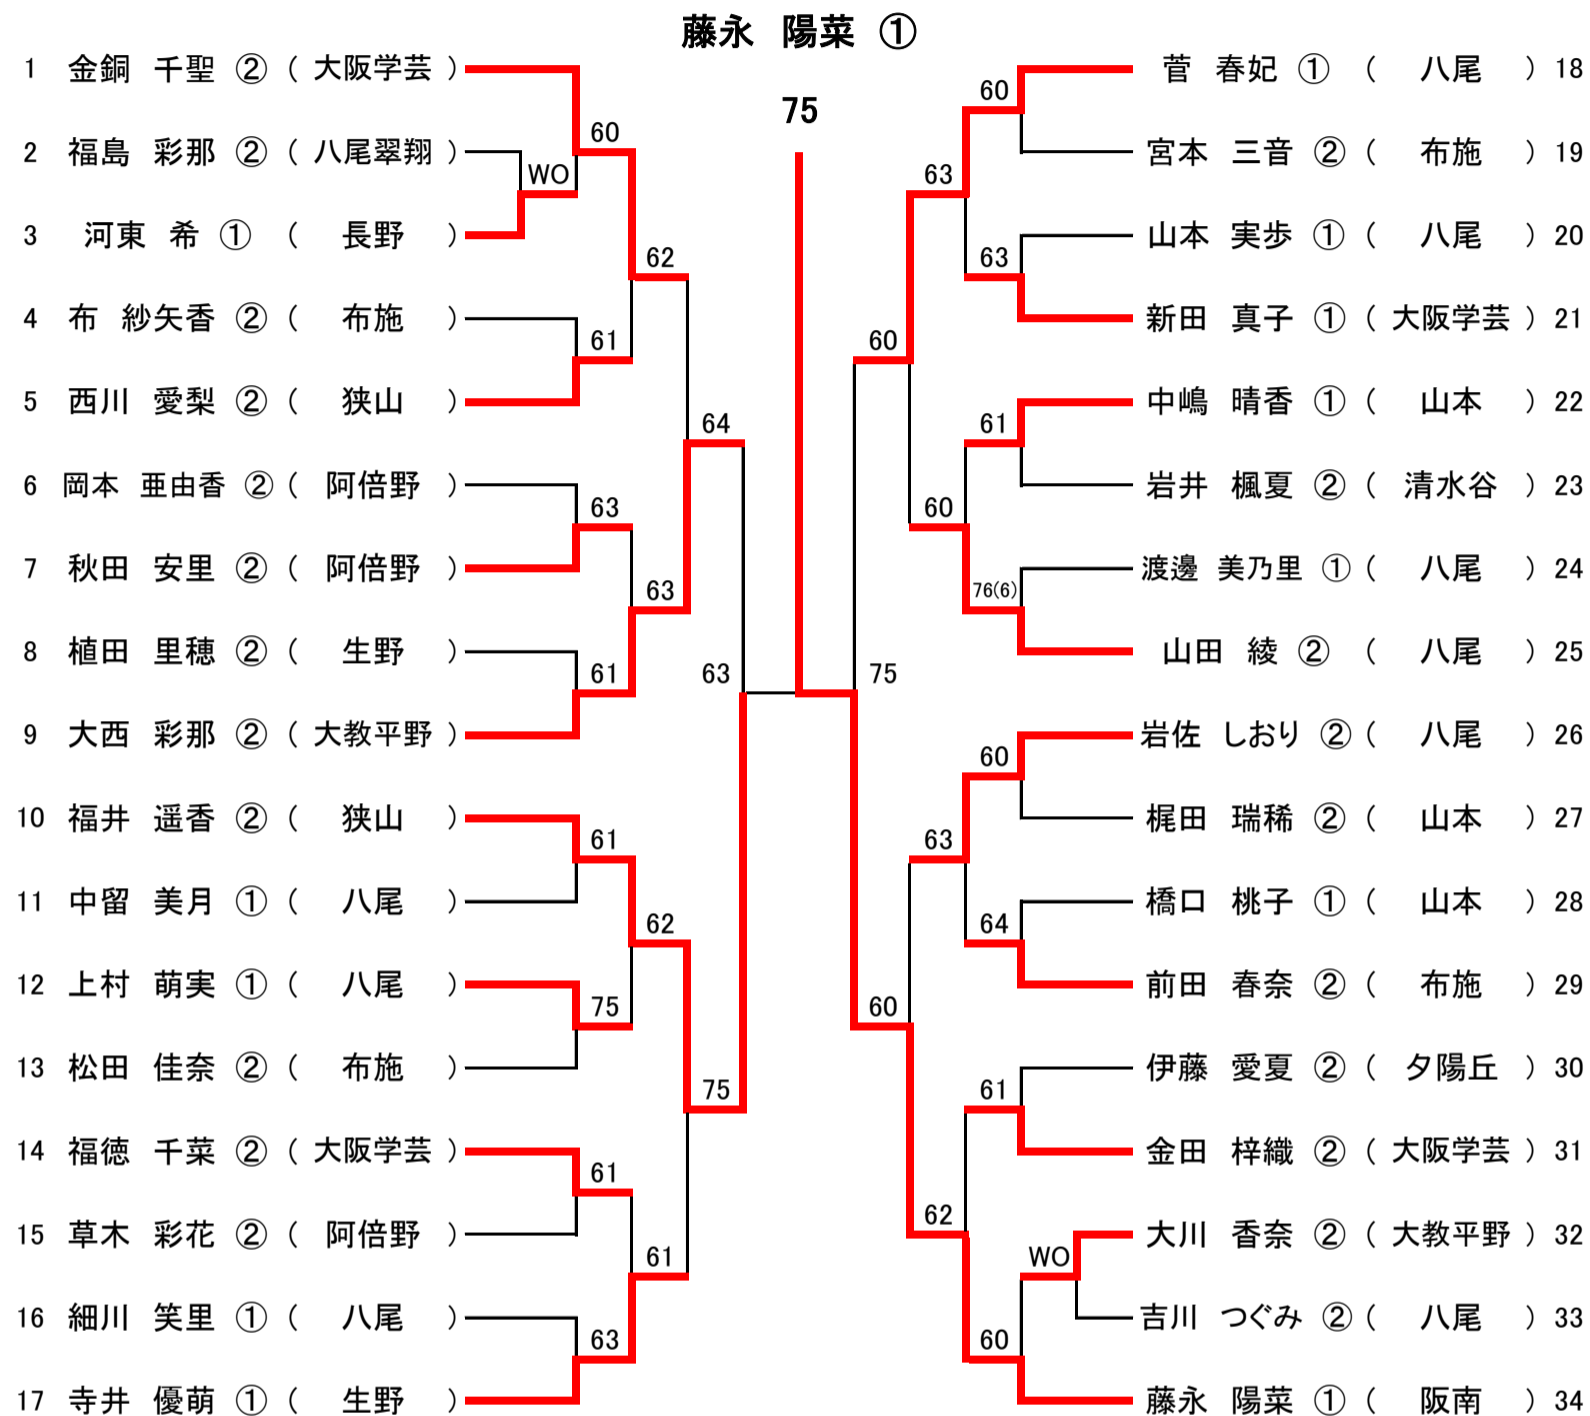 藤永 陽菜 ①
75
1 金銅 千聖 ② ( 大阪学芸 )
2 福島 彩那 ② ( 八尾翠翔 )
3 河東 希 ① ( 長野 )
4 布 紗矢香 ② ( 布施 )
5 西川 愛梨 ② ( 狭山 )
6 岡本 亜由香 ② ( 阿倍野 )
7 秋田 安里 ② ( 阿倍野 )
8 植田 里穂 ② ( 生野 )
9 大西 彩那 ② ( 大教平野 )
10 福井 遥香 ② ( 狭山 )
11 中留 美月 ① ( 八尾 )
12 上村 萌実 ① ( 八尾 )
13 松田 佳奈 ② ( 布施 )
14 福徳 千菜 ② ( 大阪学芸 )
15 草木 彩花 ② ( 阿倍野 )
16 細川 笑里 ① ( 八尾 )
17 寺井 優萌 ① ( 生野 )
60
WO
62
61
64
63
63
61
63
61
62
75
75
61
61
63
菅 春妃 ① ( 八尾 ) 18
宮本 三音 ② ( 布施 ) 19
山本 実歩 ① ( 八尾 ) 20
新田 真子 ① ( 大阪学芸 ) 21
中嶋 晴香 ① ( 山本 ) 22
岩井 楓夏 ② ( 清水谷 ) 23
渡邊 美乃里 ① ( 八尾 ) 24
山田 綾 ② ( 八尾 ) 25
岩佐 しおり ② ( 八尾 ) 26
梶田 瑞稀 ② ( 山本 ) 27
橋口 桃子 ① ( 山本 ) 28
前田 春奈 ② ( 布施 ) 29
伊藤 愛夏 ② ( 夕陽丘 ) 30
金田 梓織 ② ( 大阪学芸 ) 31
大川 香奈 ② ( 大教平野 ) 32
吉川 つぐみ ② ( 八尾 ) 33
藤永 陽菜 ① ( 阪南 ) 34
60
63
63
60
61
60
76(6)
75
60
63
64
60
61
62
WO
60